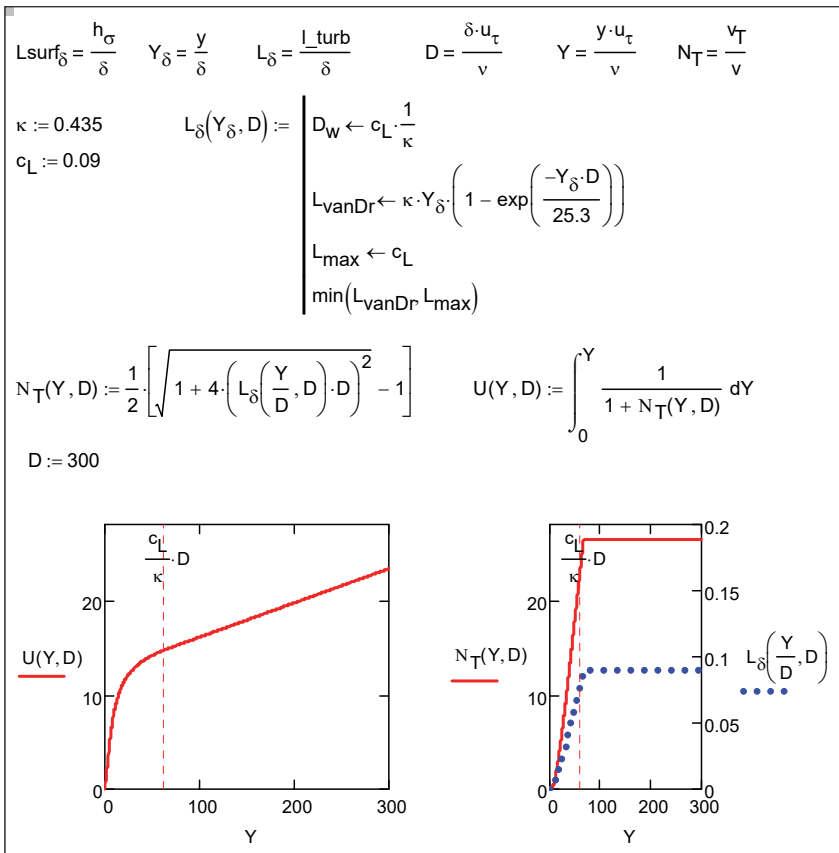 Lsurf_δ = h_σ/δ   Y_δ = y/δ   L_δ = l_turb/δ   D = δ·u_τ/ν   Y = y·u_τ/ν   N_T = v_T/v
κ := 0.435   L_δ(Y_δ, D) := | D_w ← c_L·1/κ
c_L := 0.09
L_vanDr ← κ·Y_δ·(1 − exp(−Y_δ·D/25.3))
L_max ← c_L
min(L_vanDr, L_max)
N_T(Y, D) := 1/2·[√(1 + 4·(L_δ(Y/D, D)·D)²) − 1]   U(Y, D) := ∫₀^Y 1/(1 + N_T(Y, D)) dY
D := 300
c_L/κ·D
20
10
0
U(Y, D)
0 100 200 300
Y
c_L/κ·D
20
10
0
N_T(Y, D)
0 100 200 300
Y
0.2
0.15
0.1
0.05
0
L_δ(Y/D, D)